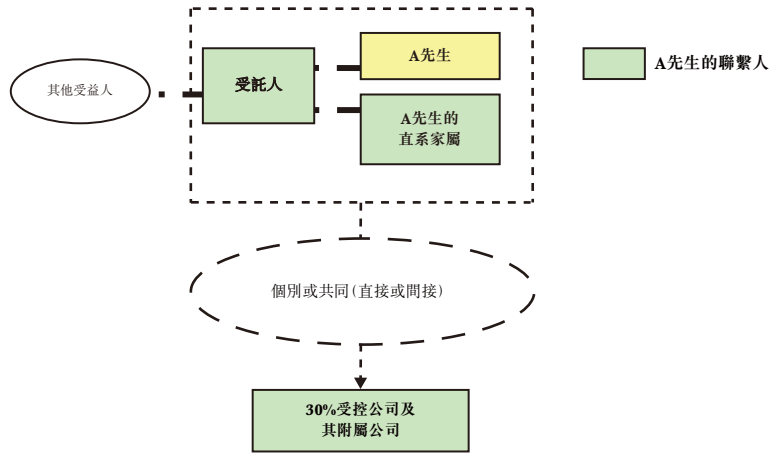 A先生
A先生的聯繫人
受託人
其他受益人
A先生的
直系家屬
個別或共同(直接或間接)
30%受控公司及
其附屬公司